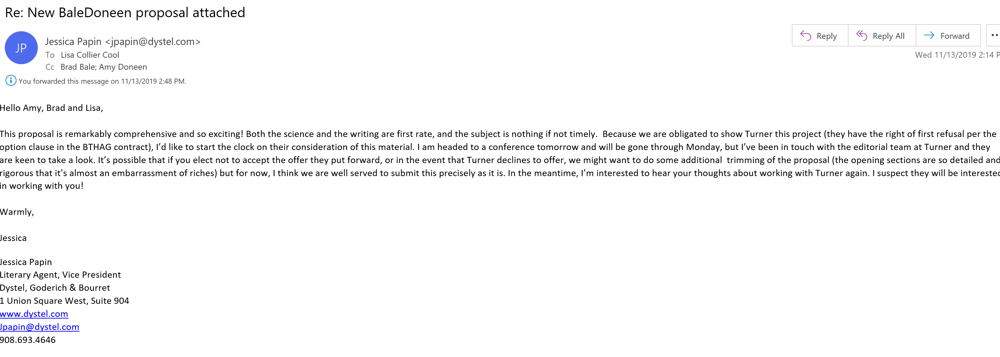 Re: New BaleDoneen proposal attached
JP
Jessica Papin <jpapin@dystel.com>
To Lisa Collier Cool
Cc Brad Bale; Amy Doneen
You forwarded this message on 11/13/2019 2:48 PM.
Reply
Reply All
Forward
Wed 11/13/2019 2:14 P
Hello Amy, Brad and Lisa,
This proposal is remarkably comprehensive and so exciting! Both the science and the writing are first rate, and the subject is nothing if not timely.  Because we are obligated to show Turner this project (they have the right of first refusal per the
option clause in the BTHAG contract), I’d like to start the clock on their consideration of this material. I am headed to a conference tomorrow and will be gone through Monday, but I’ve been in touch with the editorial team at Turner and they
are keen to take a look. It’s possible that if you elect not to accept the offer they put forward, or in the event that Turner declines to offer, we might want to do some additional  trimming of the proposal (the opening sections are so detailed and
rigorous that it’s almost an embarrassment of riches) but for now, I think we are well served to submit this precisely as it is. In the meantime, I’m interested to hear your thoughts about working with Turner again. I suspect they will be interested
in working with you!
Warmly,
Jessica
Jessica Papin
Literary Agent, Vice President
Dystel, Goderich & Bourret
1 Union Square West, Suite 904
www.dystel.com
Jpapin@dystel.com
908.693.4646